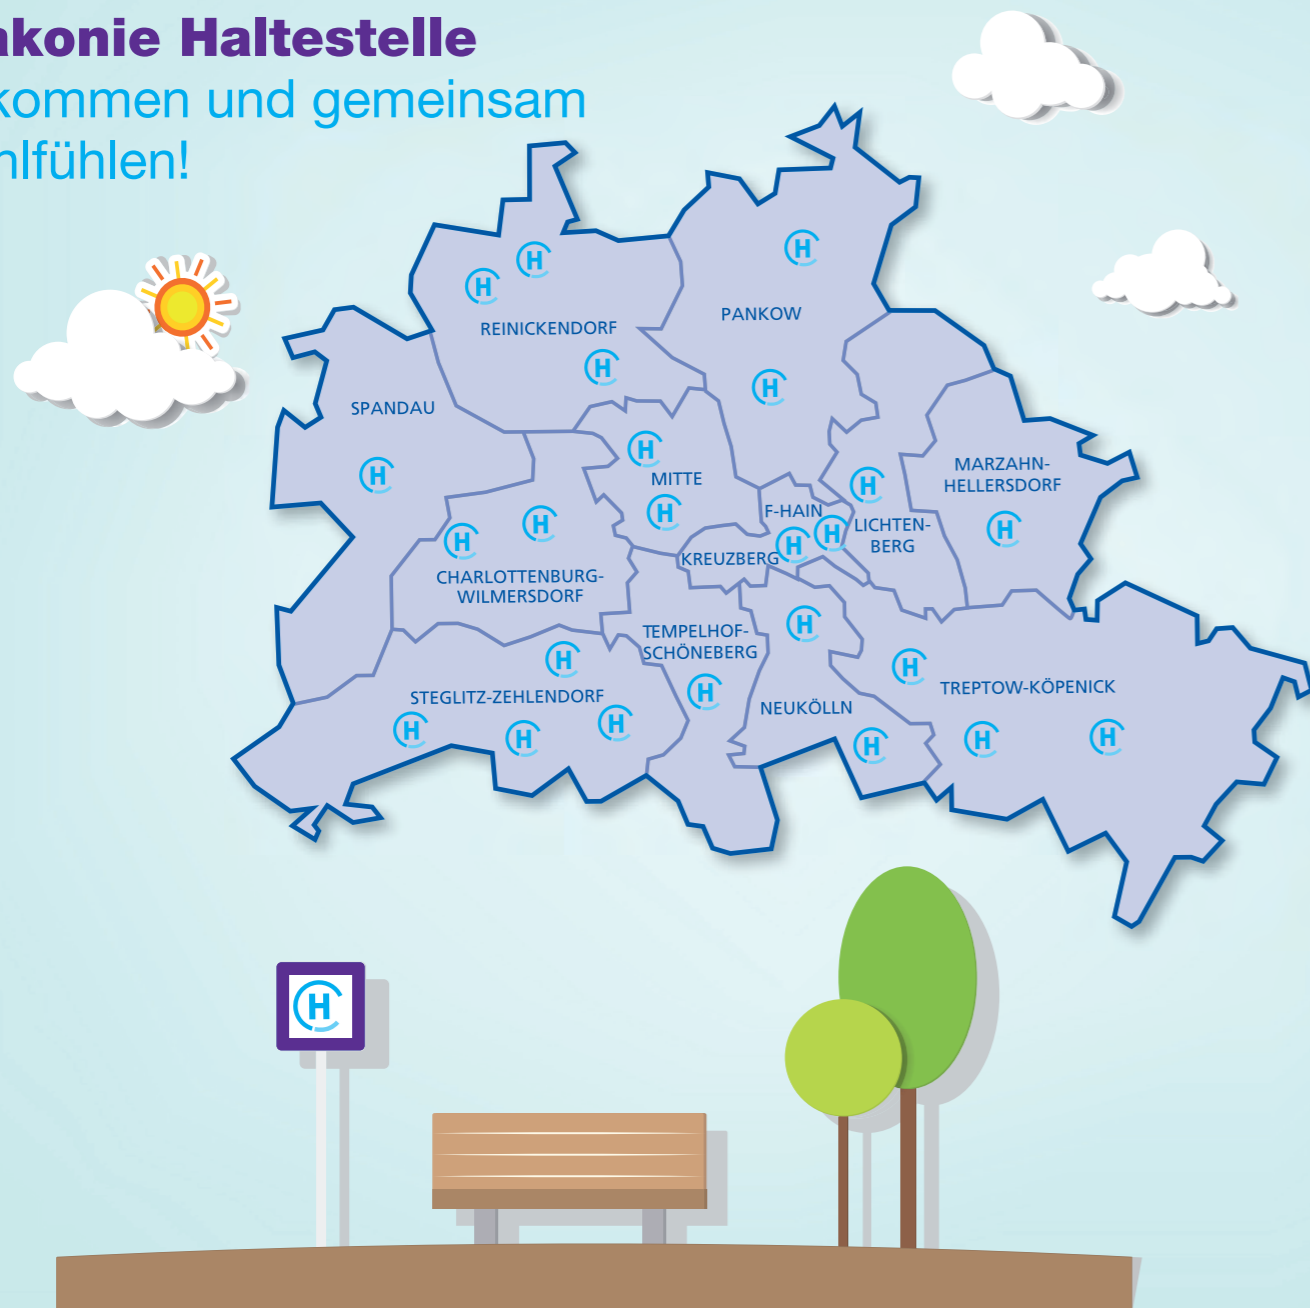 akonie Haltestelle
kommen und gemeinsam
hlfühlen!
H
H
H
PANKOW
REINICKENDORF
H
H
SPANDAU
H
MITTE
H
MARZAHN-
HELLERSDORF
H
H
H
F-HAIN
H
LICHTEN-
BERG
H
H
H
H
H
KREUZBERG
CHARLOTTENBURG-
WILMERSDORF
H
TEMPELHOF-
SCHÖNEBERG
H
H
TREPTOW-KÖPENICK
STEGLITZ-ZEHLENDORF
H
NEUKÖLLN
H
H
H
H
H
H
H